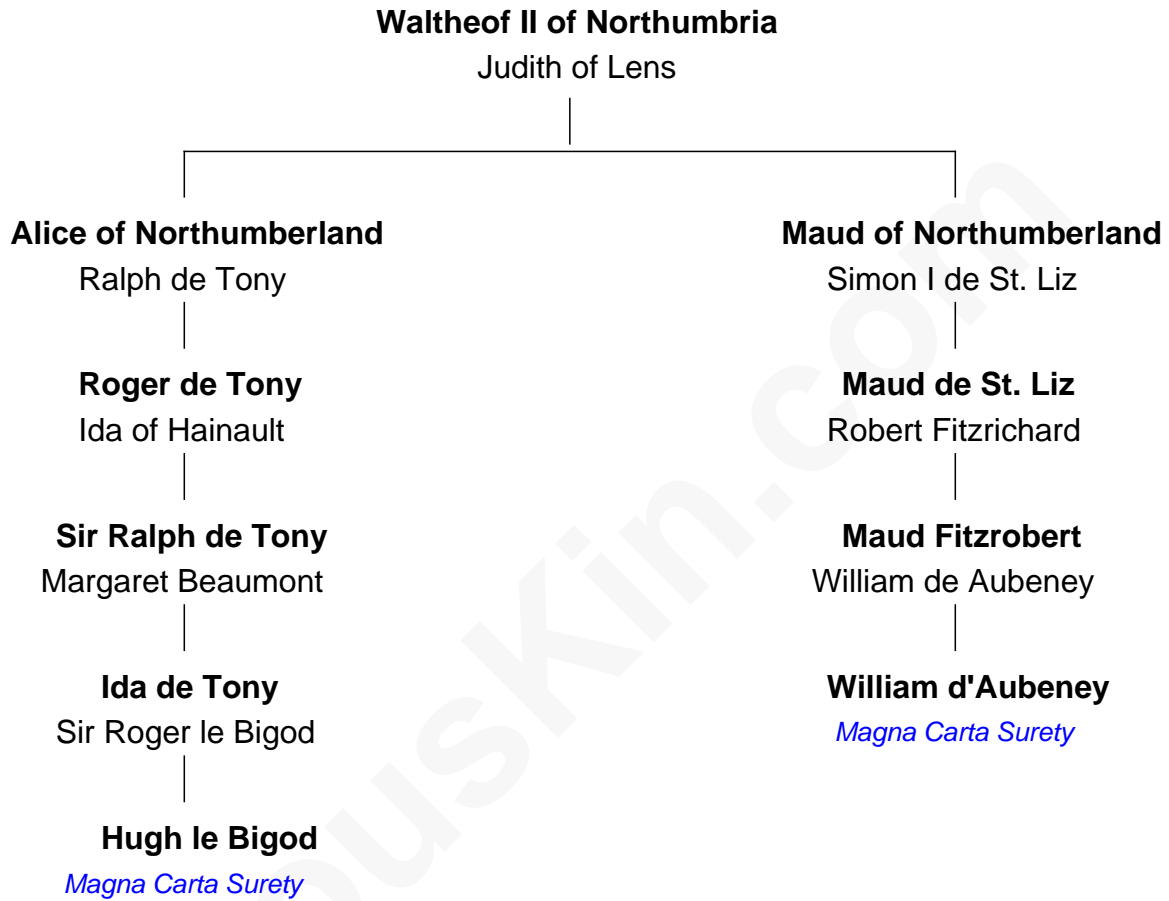 Waltheof II of Northumbria
Judith of Lens
Alice of Northumberland
Ralph de Tony
Maud of Northumberland
Simon I de St. Liz
Roger de Tony
Ida of Hainault
Maud de St. Liz
Robert Fitzrichard
Sir Ralph de Tony
Margaret Beaumont
Maud Fitzrobert
William de Aubeney
Ida de Tony
Sir Roger le Bigod
William d'Aubeney
Magna Carta Surety
Hugh le Bigod
Magna Carta Surety
ousKin.com